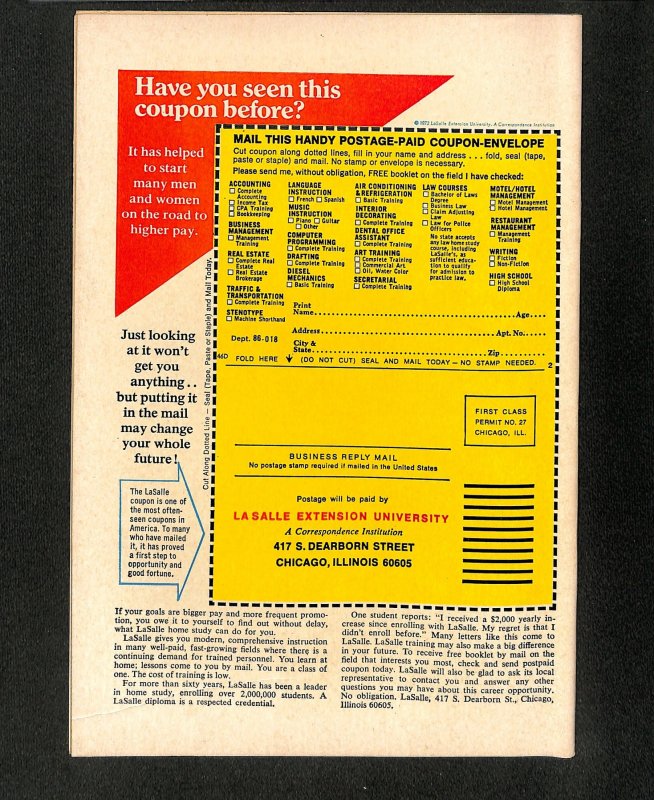 Have you seen this
coupon before?
© 1972 LaSalle Extension University, A Correspondence Institution
It has helped
to start
many men
and women
on the road to
higher pay.
Just looking
at it won't
get you
anything..
but putting it
in the mail
may change
your whole
future!
The LaSalle
coupon is one of
the most often-
seen coupons in
America. To many
who have mailed
it, it has proved
a first step to
opportunity and
good fortune.
Cut Along Dotted Line — Seal (Tape, Paste or Staple) and Mail Today.
MAIL THIS HANDY POSTAGE-PAID COUPON-ENVELOPE
Cut coupon along dotted lines, fill in your name and address . . . fold, seal (tape,
paste or staple) and mail. No stamp or envelope is necessary.
Please send me, without obligation, FREE booklet on the field I have checked:
ACCOUNTING
Complete
Accounting
Income Tax
CPA Training
Bookkeeping
BUSINESS
MANAGEMENT
Management
Training
REAL ESTATE
Complete Real
Estate
Real Estate
Brokerage
TRAFFIC &
TRANSPORTATION
Complete Training
STENOTYPE
Machine Shorthand
LANGUAGE
INSTRUCTION
French Spanish
MUSIC
INSTRUCTION
Piano Guitar
Other
COMPUTER
PROGRAMMING
Complete Training
DRAFTING
Complete Training
DIESEL
MECHANICS
Basic Training
AIR CONDITIONING
& REFRIGERATION
Basic Training
INTERIOR
DECORATING
Complete Training
DENTAL OFFICE
ASSISTANT
Complete Training
ART TRAINING
Complete Training
Commercial Art
Oil, Water Color
SECRETARIAL
Complete Training
LAW COURSES
Bachelor of Laws
Degree
Business Law
Claim Adjusting
Law
Law for Police
Officers
No state accepts
any law home study
course, including
LaSalle's, as
sufficient educa-
tion to qualify
for admission to
practice law.
MOTEL/HOTEL
MANAGEMENT
Motel Management
Hotel Management
RESTAURANT
MANAGEMENT
Management
Training
WRITING
Fiction
Non-Fiction
HIGH SCHOOL
High School
Diploma
Print
Name Age
Address Apt. No.
Dept. 86-018
City &
State Zip
46D FOLD HERE (DO NOT CUT) SEAL AND MAIL TODAY — NO STAMP NEEDED. 2
FIRST CLASS
PERMIT NO. 27
CHICAGO, ILL.
BUSINESS REPLY MAIL
No postage stamp required if mailed in the United States
Postage will be paid by
LA SALLE EXTENSION UNIVERSITY
A Correspondence Institution
417 S. DEARBORN STREET
CHICAGO, ILLINOIS 60605
If your goals are bigger pay and more frequent promo-
tion, you owe it to yourself to find out without delay,
what LaSalle home study can do for you.
LaSalle gives you modern, comprehensive instruction
in many well-paid, fast-growing fields where there is a
continuing demand for trained personnel. You learn at
home; lessons come to you by mail. You are a class of
one. The cost of training is low.
For more than sixty years, LaSalle has been a leader
in home study, enrolling over 2,000,000 students. A
LaSalle diploma is a respected credential.
One student reports: "I received a $2,000 yearly in-
crease since enrolling with LaSalle. My regret is that I
didn't enroll before." Many letters like this come to
LaSalle. LaSalle training may also make a big difference
in your future. To receive free booklet by mail on the
field that interests you most, check and send postpaid
coupon today. LaSalle will also be glad to ask its local
representative to contact you and answer any other
questions you may have about this career opportunity.
No obligation. LaSalle, 417 S. Dearborn St., Chicago,
Illinois 60605.